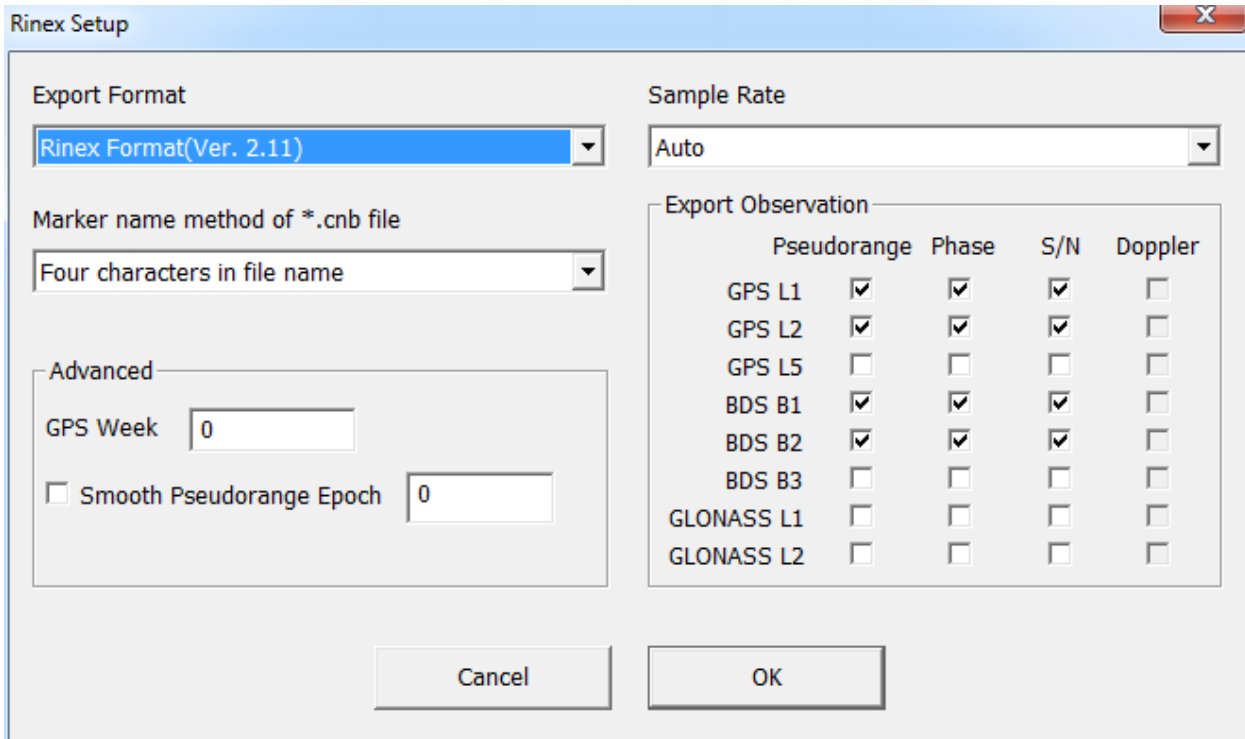 Rinex Setup
Export Format
Rinex Format(Ver. 2.11)
Marker name method of *.cnb file
Four characters in file name
Advanced
GPS Week 0
Smooth Pseudorange Epoch 0
Sample Rate
Auto
Export Observation
Pseudorange Phase S/N Doppler
GPS L1
GPS L2
GPS L5
BDS B1
BDS B2
BDS B3
GLONASS L1
GLONASS L2
Cancel OK